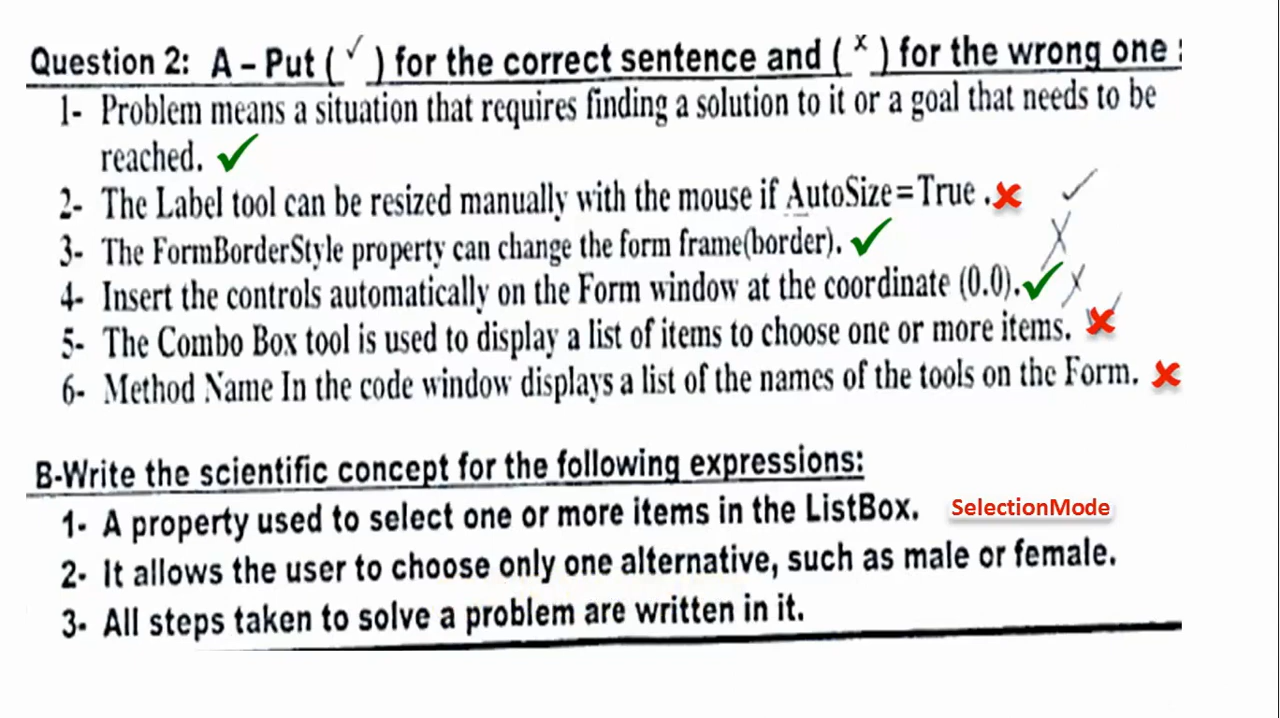 Question 2: A – Put ( ✓ ) for the correct sentence and ( x ) for the wrong one :
1- Problem means a situation that requires finding a solution to it or a goal that needs to be
reached. ✓
2- The Label tool can be resized manually with the mouse if AutoSize=True . ✗ ✓
3- The FormBorderStyle property can change the form frame(border). ✓ X
4- Insert the controls automatically on the Form window at the coordinate (0.0). ✓ X
5- The Combo Box tool is used to display a list of items to choose one or more items. ✗
6- Method Name In the code window displays a list of the names of the tools on the Form. ✗
B-Write the scientific concept for the following expressions:
1- A property used to select one or more items in the ListBox. SelectionMode
2- It allows the user to choose only one alternative, such as male or female.
3- All steps taken to solve a problem are written in it.